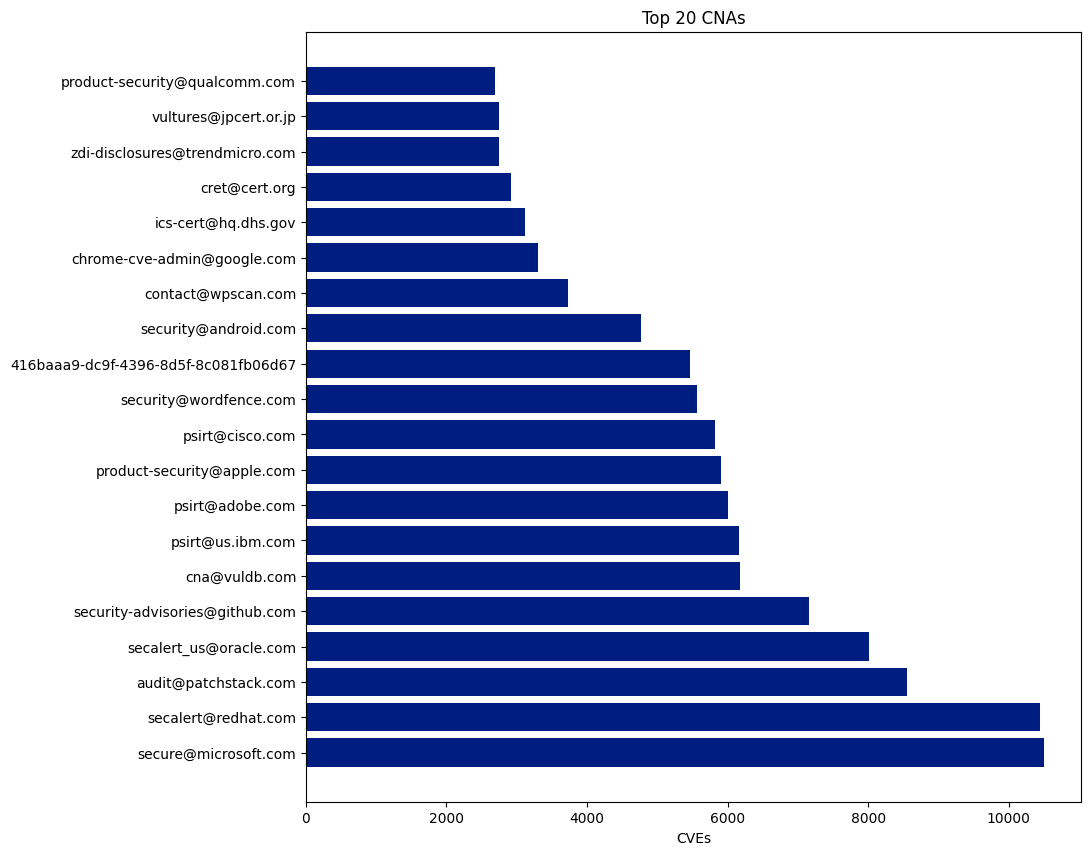 Top 20 CNAs
product-security@qualcomm.com
vultures@jpcert.or.jp
zdi-disclosures@trendmicro.com
cret@cert.org
ics-cert@hq.dhs.gov
chrome-cve-admin@google.com
contact@wpscan.com
security@android.com
416baaa9-dc9f-4396-8d5f-8c081fb06d67
security@wordfence.com
psirt@cisco.com
product-security@apple.com
psirt@adobe.com
psirt@us.ibm.com
cna@vuldb.com
security-advisories@github.com
secalert_us@oracle.com
audit@patchstack.com
secalert@redhat.com
secure@microsoft.com
0 2000 4000 6000 8000 10000
CVEs